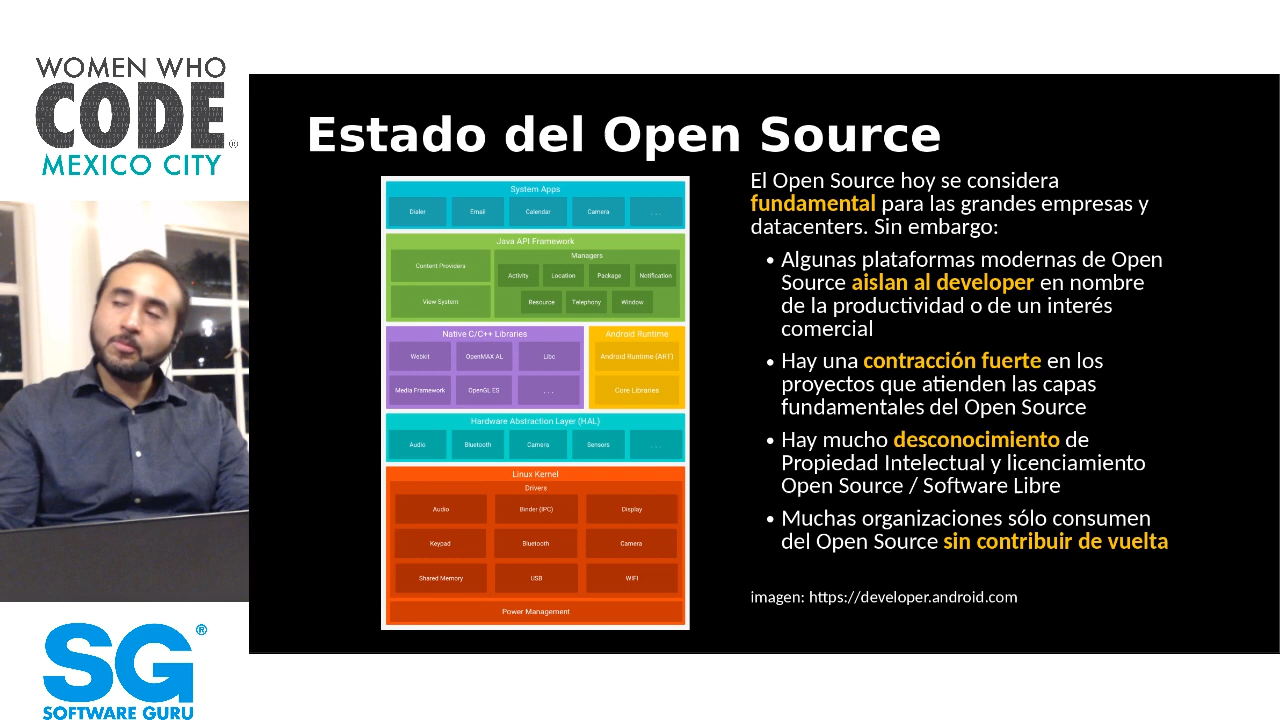 WOMEN WHO
CODE
MEXICO CITY
Estado del Open Source
System Apps
Dialer
Email
Calendar
Camera
. . .
Java API Framework
Content Providers
View System
Managers
Activity
Location
Package
Notification
Resource
Telephony
Window
Native C/C++ Libraries
Webkit
OpenMAX AL
Libc
Media Framework
OpenGL ES
. . .
Android Runtime
Android Runtime (ART)
Core Libraries
Hardware Abstraction Layer (HAL)
Audio
Bluetooth
Camera
Sensors
. . .
Linux Kernel
Drivers
Audio
Binder (IPC)
Display
Keypad
Bluetooth
Camera
Shared Memory
USB
WIFI
Power Management
El Open Source hoy se considera
fundamental para las grandes empresas y
datacenters. Sin embargo:
• Algunas plataformas modernas de Open
Source aislan al developer en nombre
de la productividad o de un interés
comercial
• Hay una contracción fuerte en los
proyectos que atienden las capas
fundamentales del Open Source
• Hay mucho desconocimiento de
Propiedad Intelectual y licenciamiento
Open Source / Software Libre
• Muchas organizaciones sólo consumen
del Open Source sin contribuir de vuelta
imagen: https://developer.android.com
SG®
SOFTWARE GURU